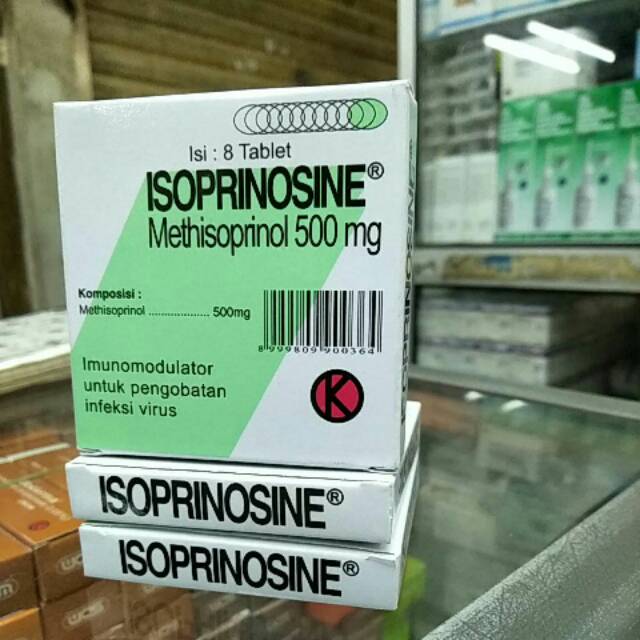 Isi : 8 Tablet
ISOPRINOSINE®
Methisoprinol 500 mg
Komposisi :
Methisoprinol .................... 500mg
8 999809 900364
Imunomodulator
untuk pengobatan
infeksi virus
K
ISOPRINOSINE®
ISOPRINOSINE®